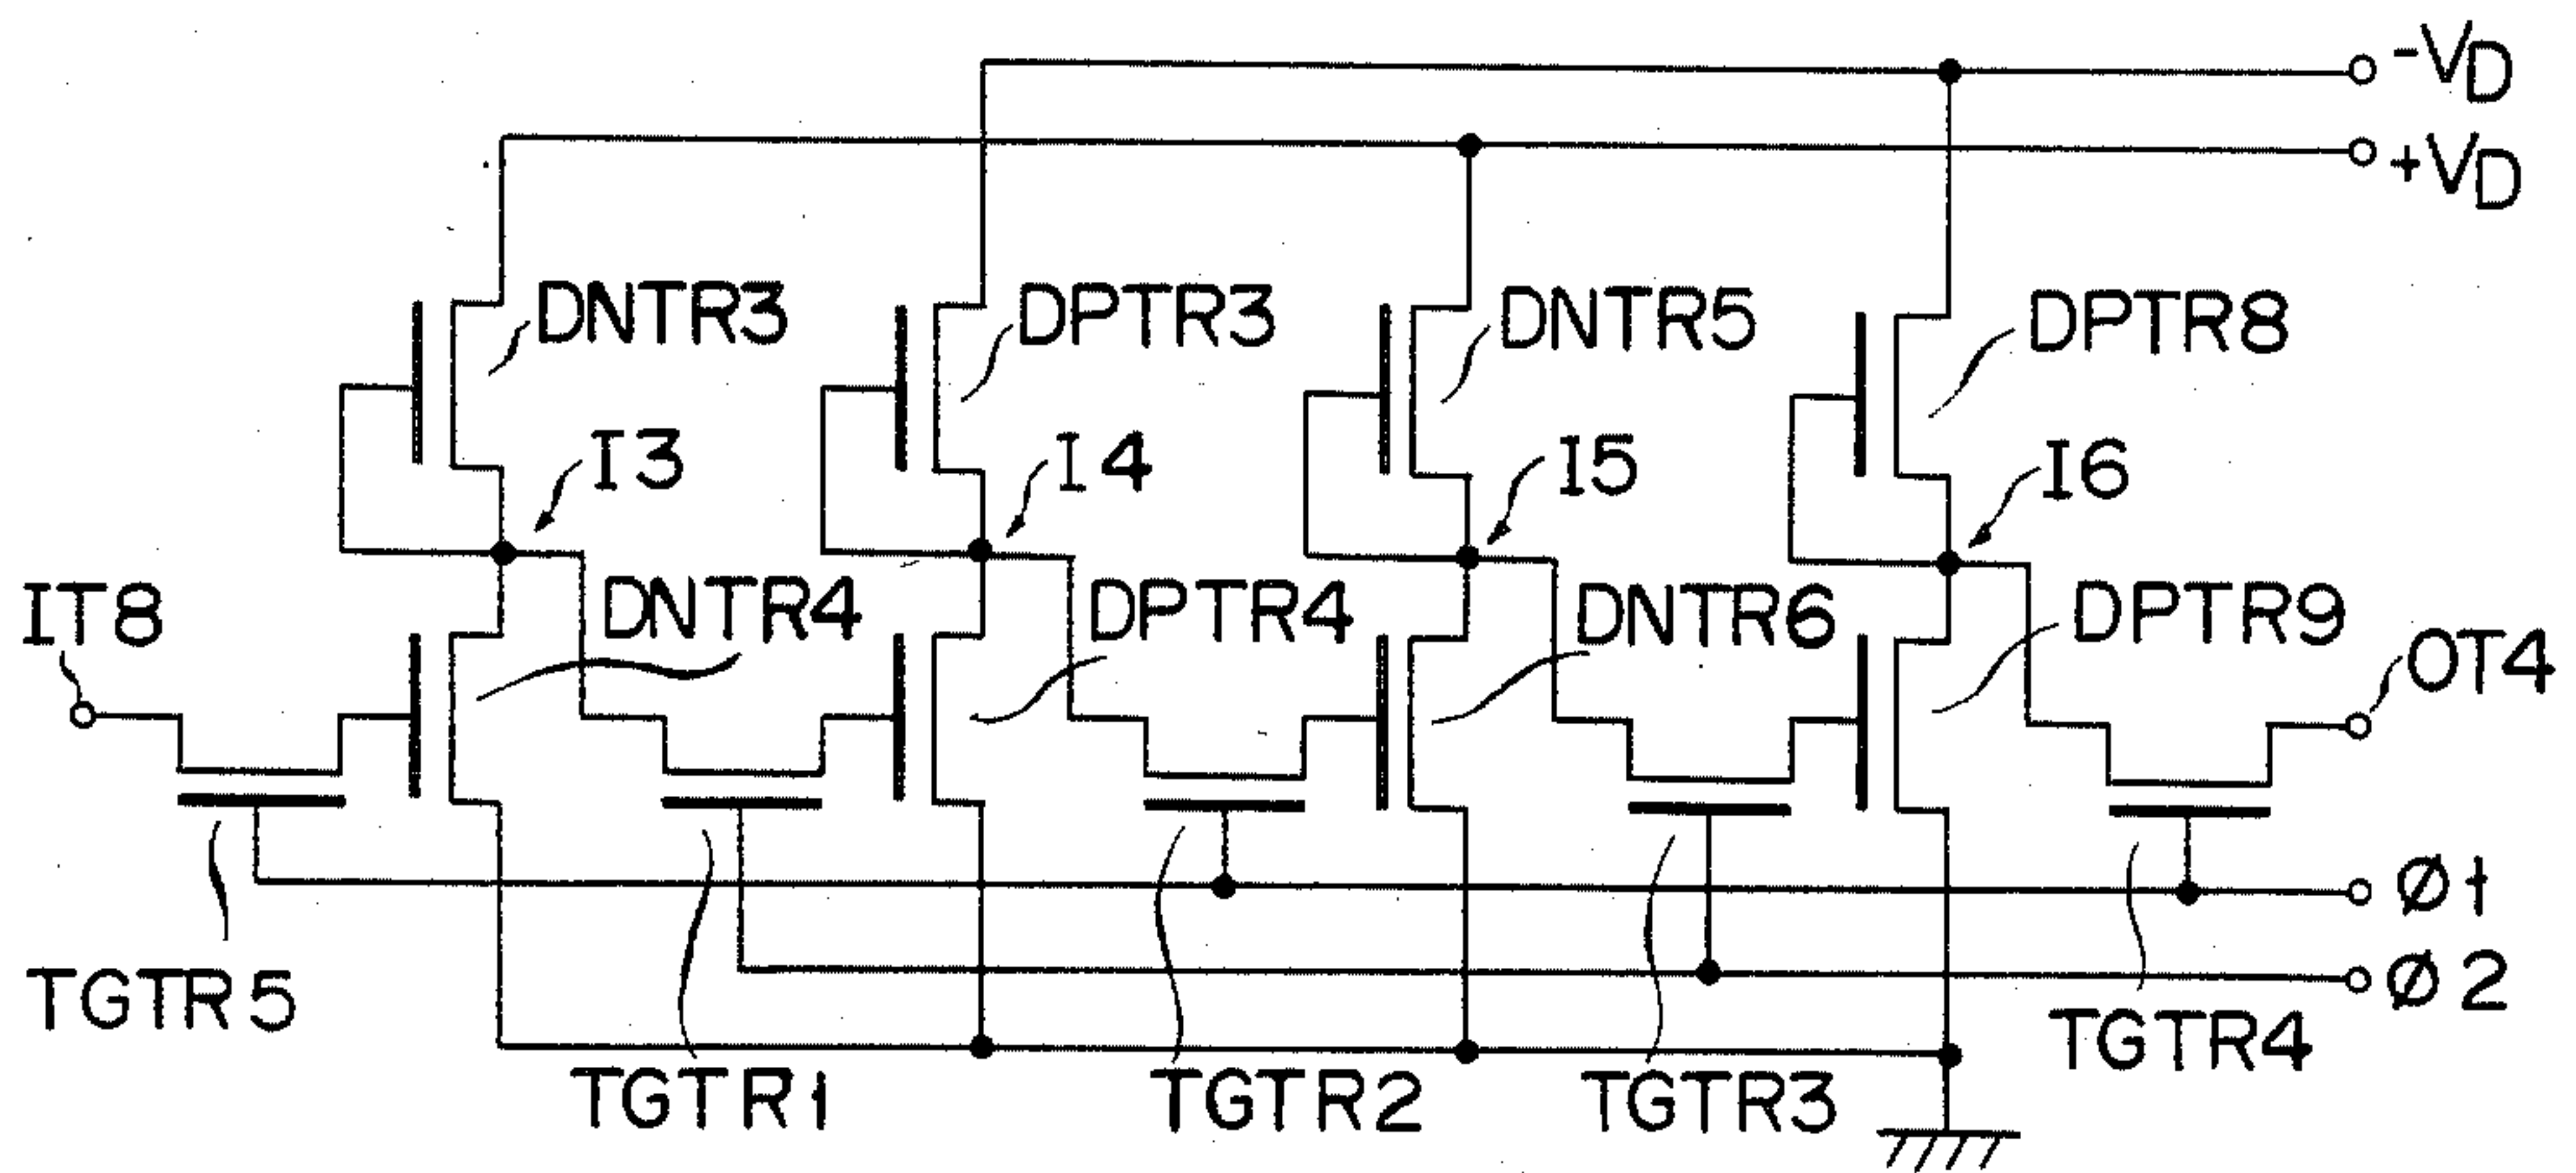 -VD
+VD
DNTR3
DPTR3
DNTR5
DPTR8
I3
I4
I5
I6
IT8
DNTR4
DPTR4
DNTR6
DPTR9
OT4
Ø1
Ø2
TGTR5
TGTR1
TGTR2
TGTR3
TGTR4